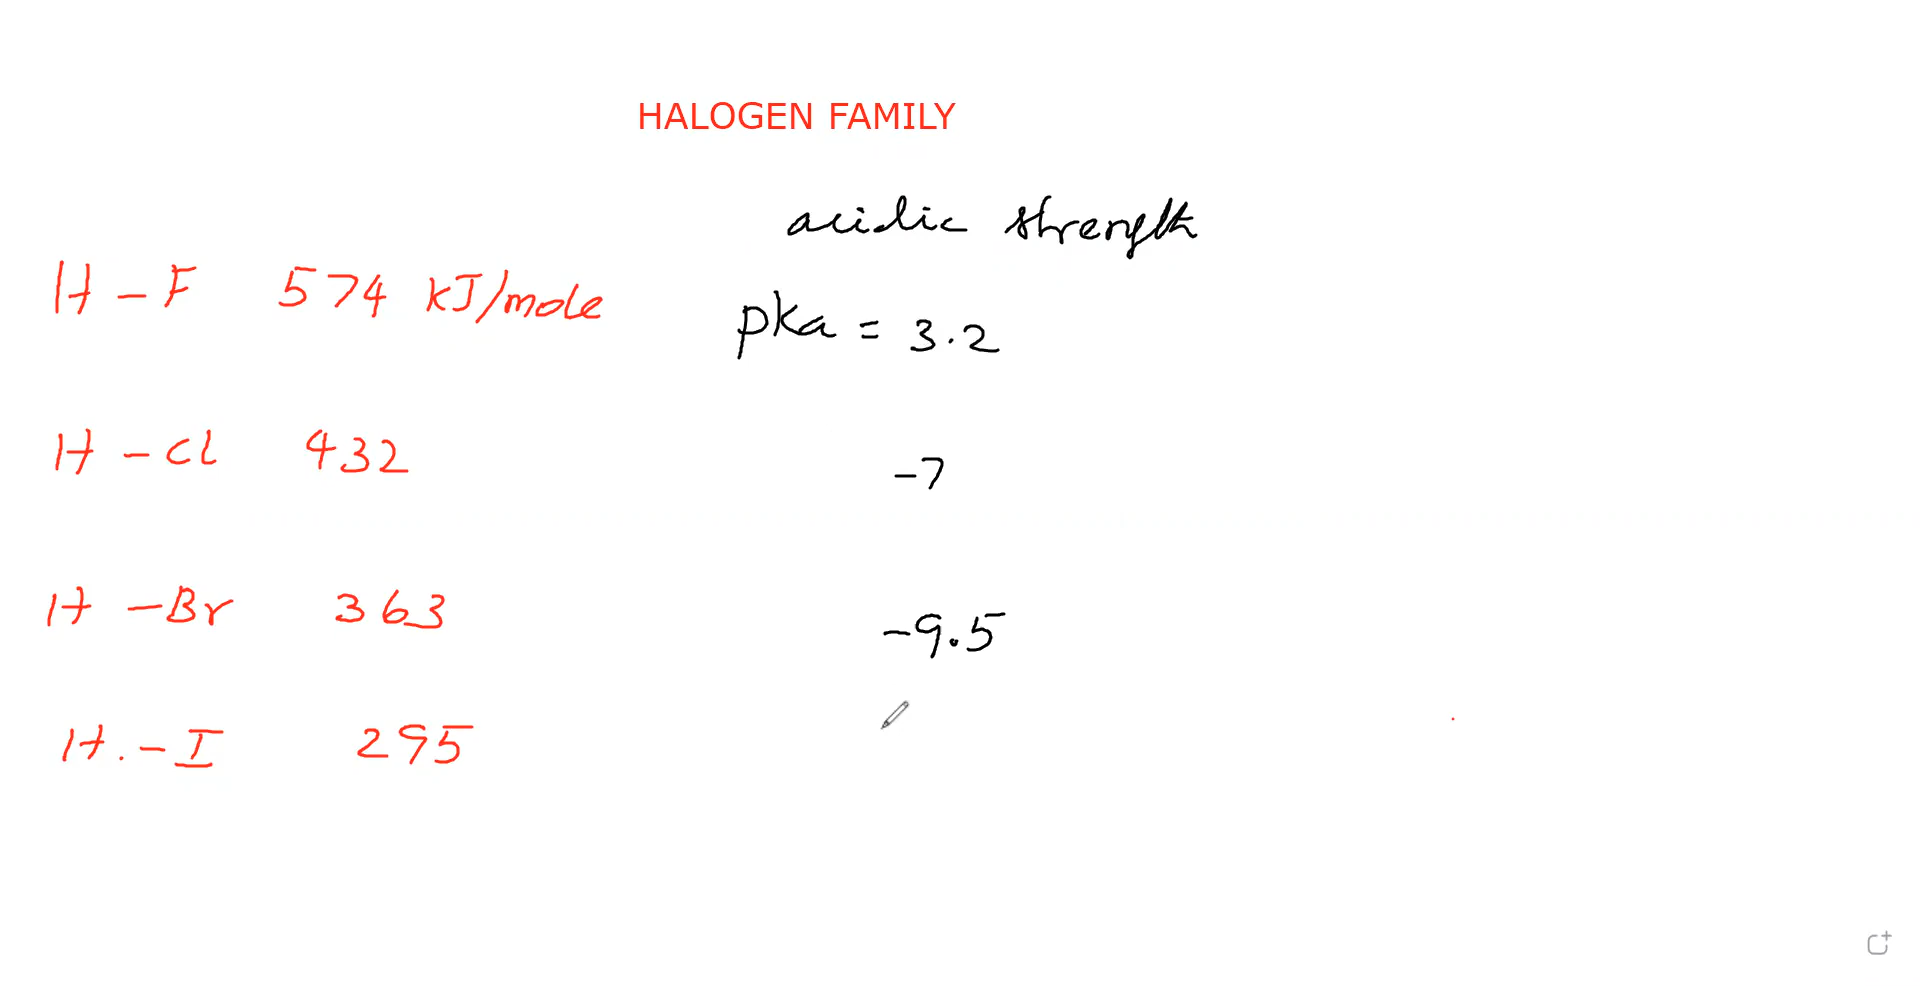 HALOGEN FAMILY
acidic strength
H - F 574 kJ/mole pka = 3.2
H - Cl 432 -7
H - Br 363 -9.5
H. - I 295